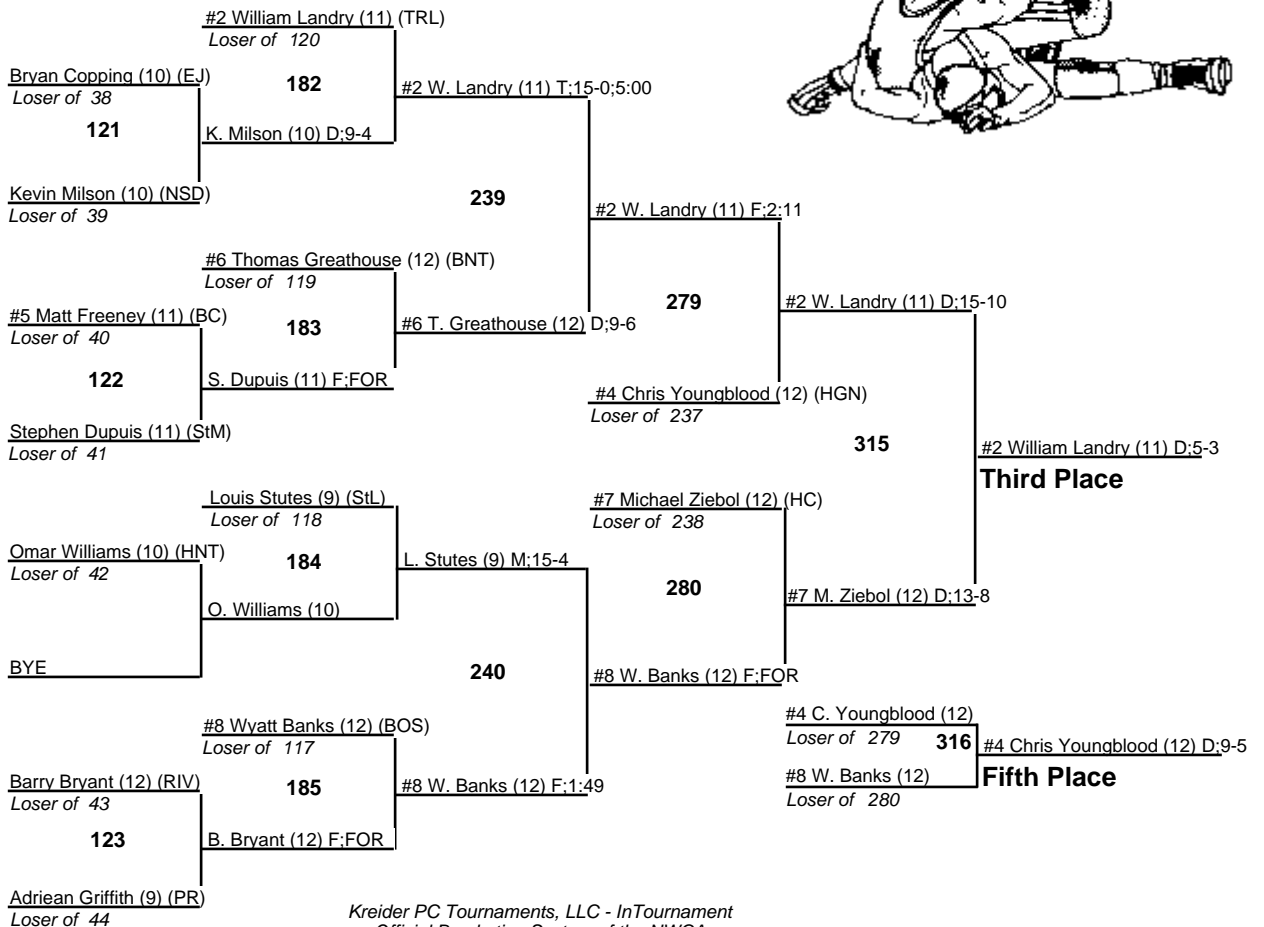 #2 William Landry (11) (TRL)
Loser of 120
Bryan Copping (10) (EJ)
Loser of 38
182
#2 W. Landry (11) T;15-0;5:00
121
K. Milson (10) D;9-4
Kevin Milson (10) (NSD)
Loser of 39
239
#2 W. Landry (11) F;2:11
#6 Thomas Greathouse (12) (BNT)
Loser of 119
279
#2 W. Landry (11) D;15-10
#5 Matt Freeney (11) (BC)
Loser of 40
183
#6 T. Greathouse (12) D;9-6
122
S. Dupuis (11) F;FOR
#4 Chris Youngblood (12) (HGN)
Loser of 237
Stephen Dupuis (11) (StM)
Loser of 41
315
#2 William Landry (11) D;5-3
Third Place
Louis Stutes (9) (StL)
Loser of 118
#7 Michael Ziebol (12) (HC)
Loser of 238
Omar Williams (10) (HNT)
Loser of 42
184
L. Stutes (9) M;15-4
280
#7 M. Ziebol (12) D;13-8
O. Williams (10)
BYE
240
#8 W. Banks (12) F;FOR
#8 Wyatt Banks (12) (BOS)
Loser of 117
#4 C. Youngblood (12)
Loser of 279
316
#4 Chris Youngblood (12) D;9-5
Fifth Place
#8 W. Banks (12)
Loser of 280
Barry Bryant (12) (RIV)
Loser of 43
185
#8 W. Banks (12) F;1:49
123
B. Bryant (12) F;FOR
Adriean Griffith (9) (PR)
Loser of 44
Kreider PC Tournaments, LLC - InTournament